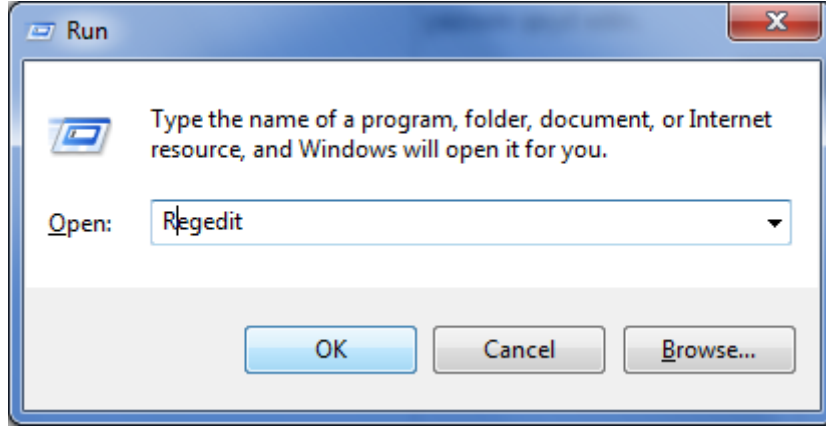 Run
Type the name of a program, folder, document, or Internet
resource, and Windows will open it for you.
Open:
Regedit
OK
Cancel
Browse...